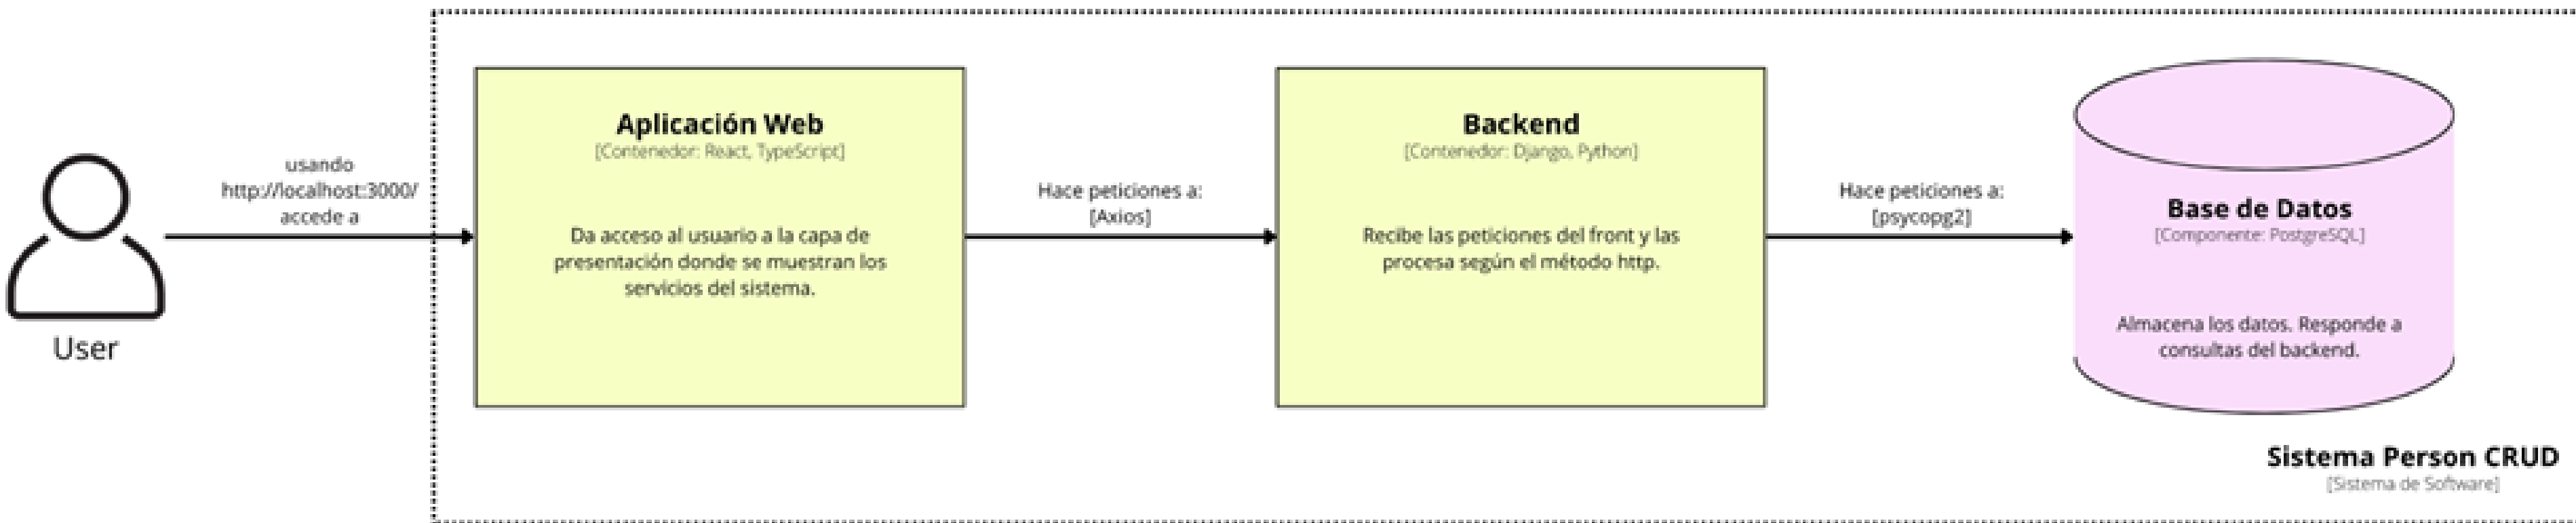 User
usando
http://localhost:3000/
accede a
Aplicación Web
[Contenedor: React, TypeScript]
Da acceso al usuario a la capa de
presentación donde se muestran los
servicios del sistema.
Hace peticiones a:
[Axios]
Backend
[Contenedor: Django, Python]
Recibe las peticiones del front y las
procesa según el método http.
Hace peticiones a:
[psycopg2]
Base de Datos
[Componente: PostgreSQL]
Almacena los datos. Responde a
consultas del backend.
Sistema Person CRUD
[Sistema de Software]